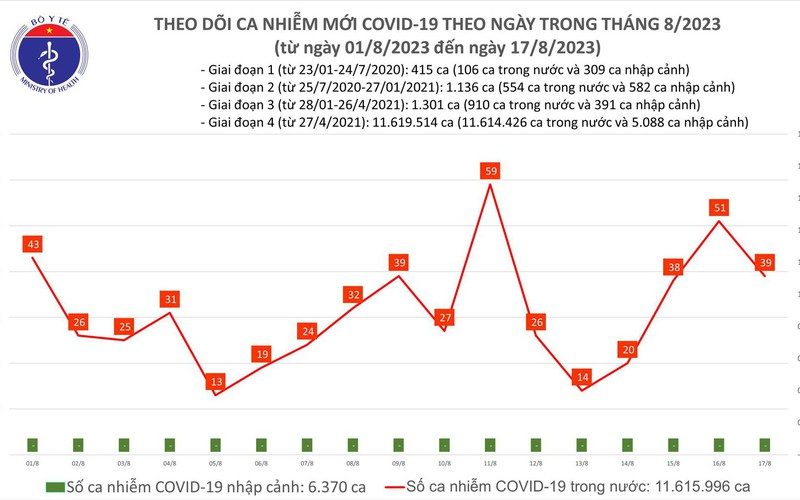 BỘ Y TẾ
MINISTRY OF HEALTH
THEO DÕI CA NHIỄM MỚI COVID-19 THEO NGÀY TRONG THÁNG 8/2023
(từ ngày 01/8/2023 đến ngày 17/8/2023)
- Giai đoạn 1 (từ 23/01-24/7/2020): 415 ca (106 ca trong nước và 309 ca nhập cảnh)
- Giai đoạn 2 (từ 25/7/2020-27/01/2021): 1.136 ca (554 ca trong nước và 582 ca nhập cảnh)
- Giai đoạn 3 (từ 28/01-26/4/2021): 1.301 ca (910 ca trong nước và 391 ca nhập cảnh)
- Giai đoạn 4 (từ 27/4/2021): 11.619.514 ca (11.614.426 ca trong nước và 5.088 ca nhập cảnh)
43 26 25 31 13 19 24 32 39 27 59 26 14 20 38 51 39
- - - - - - - - - - - - - - - - -
01/8 02/8 03/8 04/8 05/8 06/8 07/8 08/8 09/8 10/8 11/8 12/8 13/8 14/8 15/8 16/8 17/8
Số ca nhiễm COVID-19 nhập cảnh: 6.370 ca
Số ca nhiễm COVID-19 trong nước: 11.615.996 ca